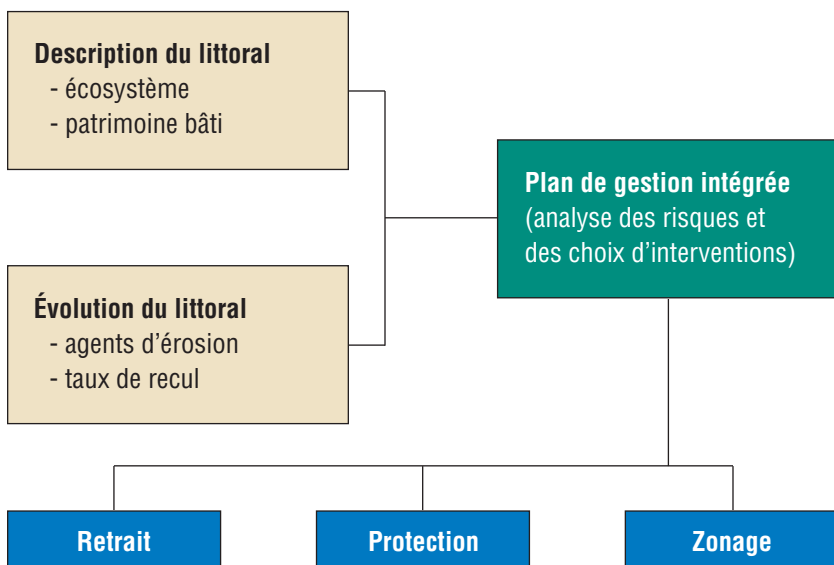 Description du littoral
- écosystème
- patrimoine bâti
Plan de gestion intégrée
(analyse des risques et
des choix d’interventions)
Évolution du littoral
- agents d’érosion
- taux de recul
Retrait
Protection
Zonage